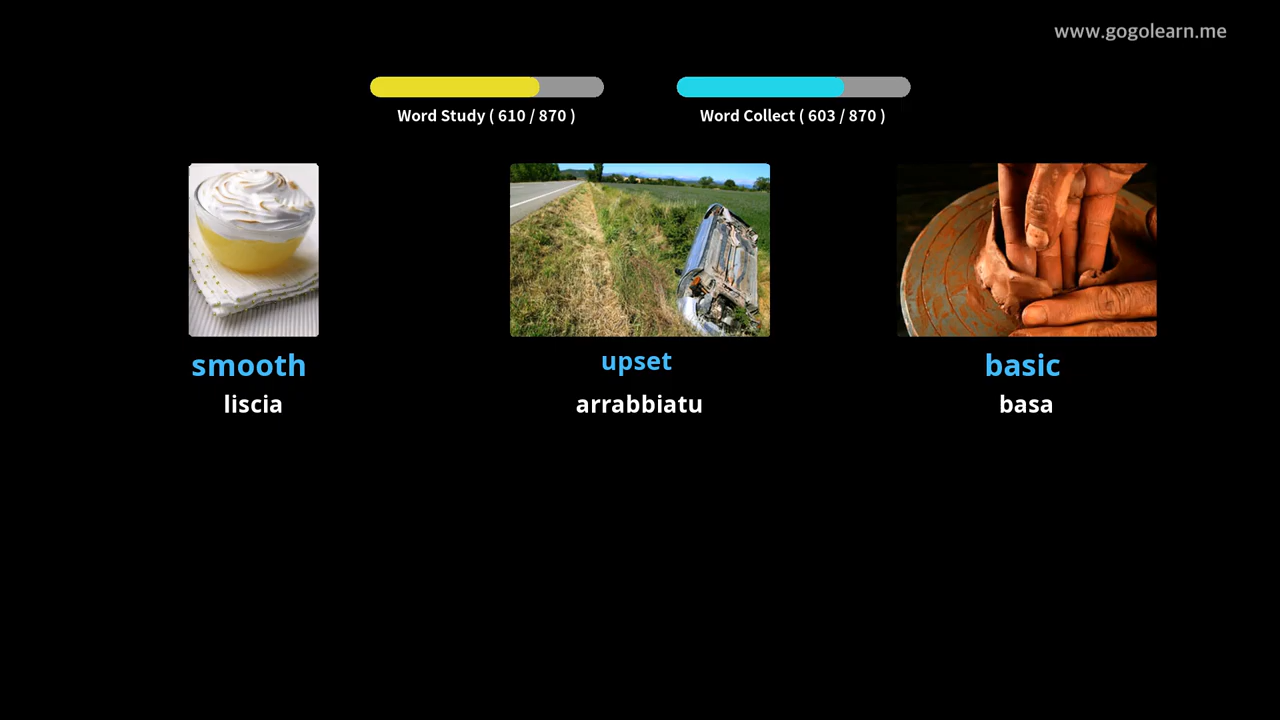 www.gogolearn.me
Word Study ( 610 / 870 )
Word Collect ( 603 / 870 )
smooth
upset
basic
liscia
arrabbiatu
basa